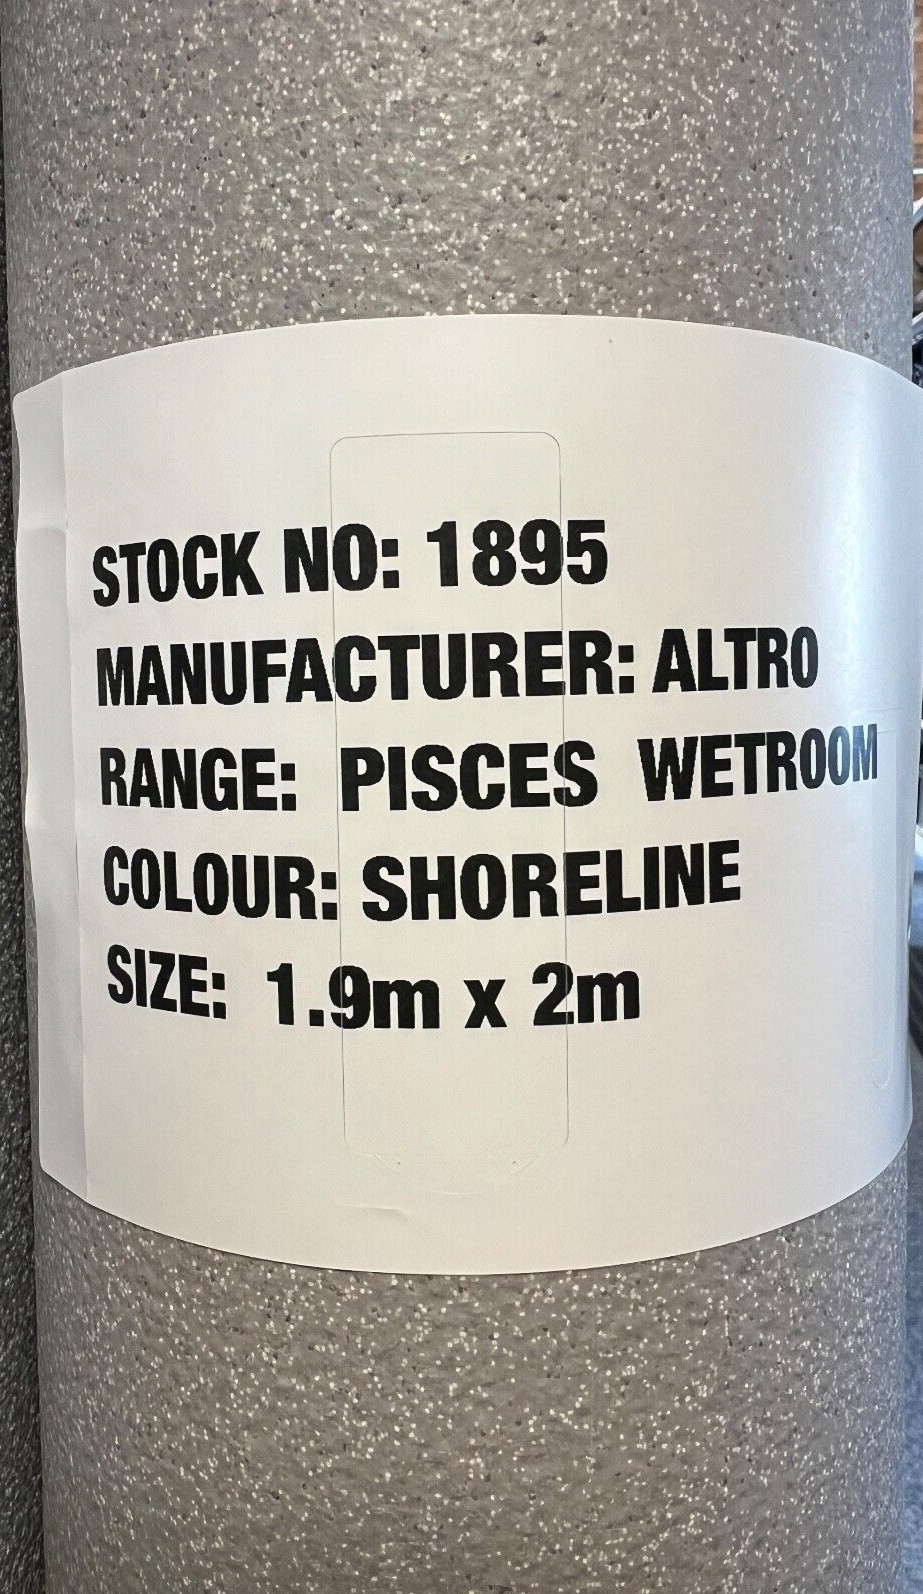 STOCK NO: 1895
MANUFACTURER: ALTRO
RANGE: PISCES WETROOM
COLOUR: SHORELINE
SIZE: 1.9m x 2m